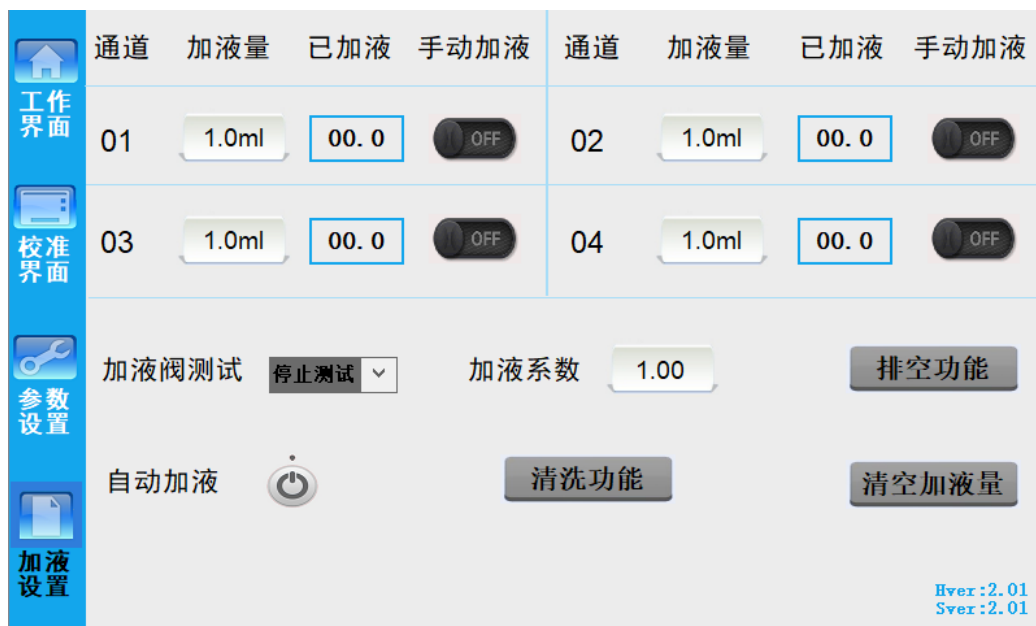 通道 加液量 已加液 手动加液 通道 加液量 已加液 手动加液
01 1.0ml 00.0 OFF 02 1.0ml 00.0 OFF
03 1.0ml 00.0 OFF 04 1.0ml 00.0 OFF
加液阀测试 停止测试 加液系数 1.00 排空功能
自动加液 清洗功能 清空加液量
工作
界面
校准
界面
参数
设置
加液
设置
Hver:2.01
Sver:2.01